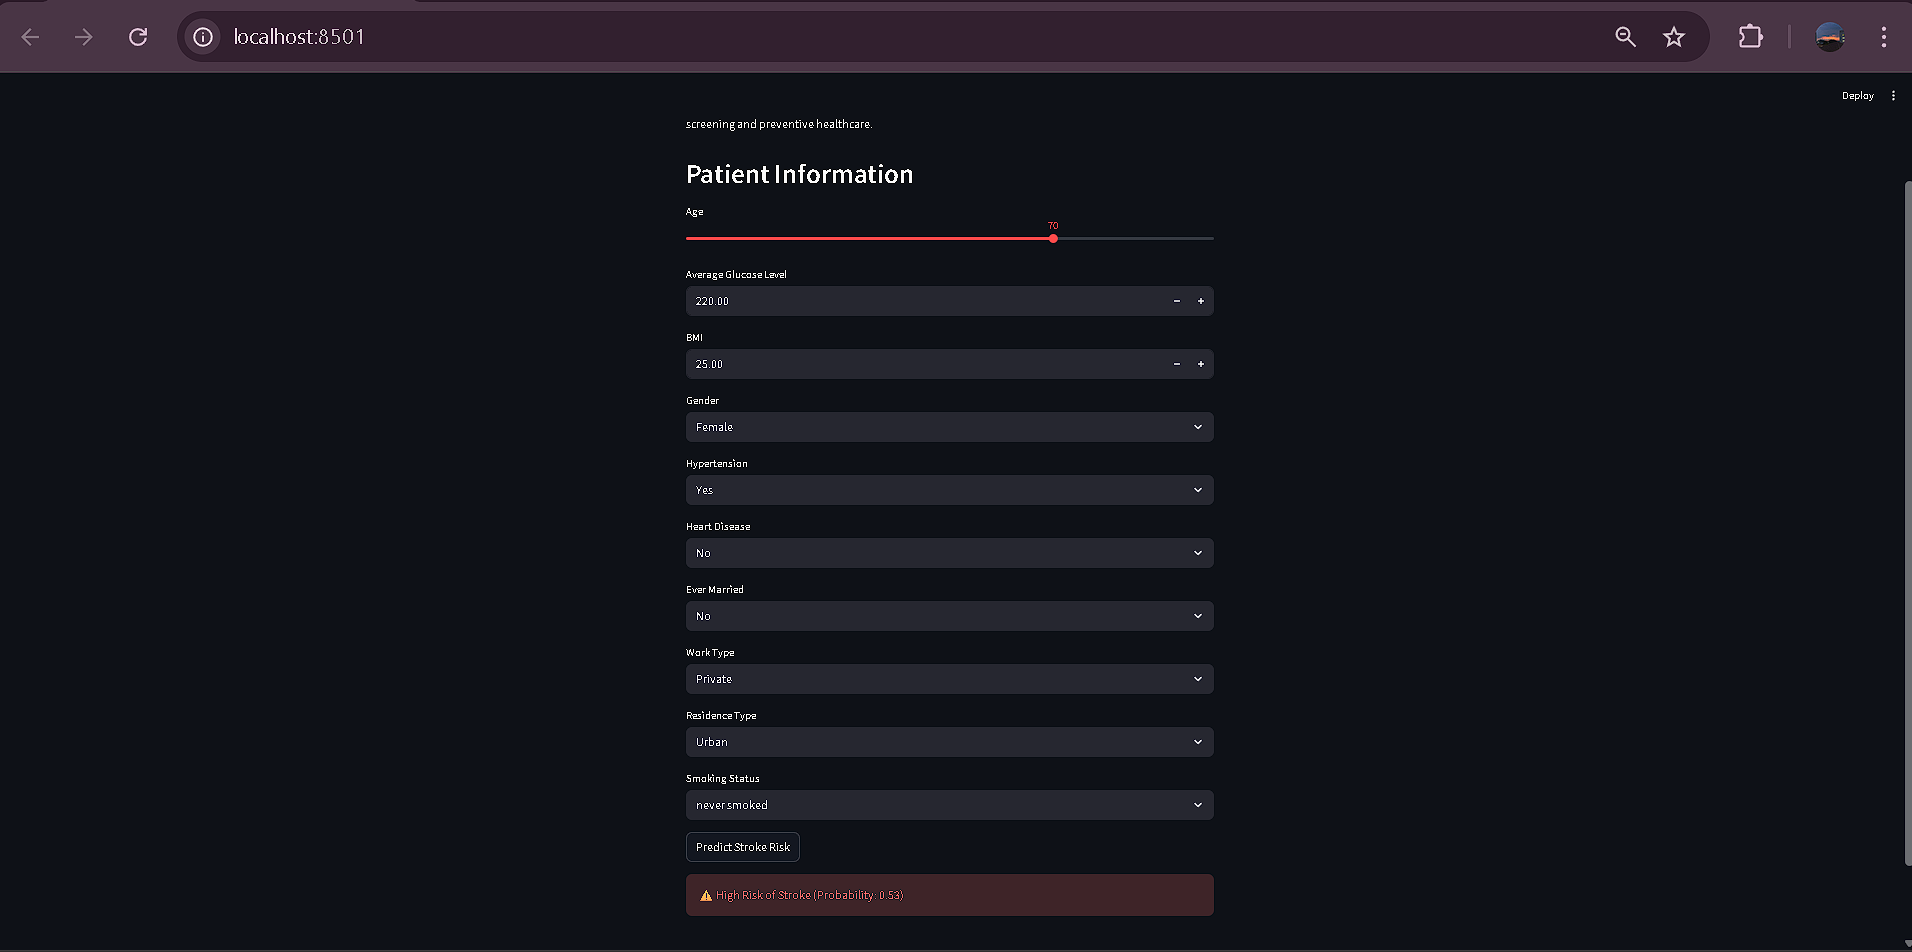 localhost:8501
Deploy
screening and preventive healthcare.
Patient Information
Age
70
Average Glucose Level
220.00
BMI
25.00
Gender
Female
Hypertension
Yes
Heart Disease
No
Ever Married
No
Work Type
Private
Residence Type
Urban
Smoking Status
never smoked
Predict Stroke Risk
⚠️ High Risk of Stroke (Probability: 0.53)